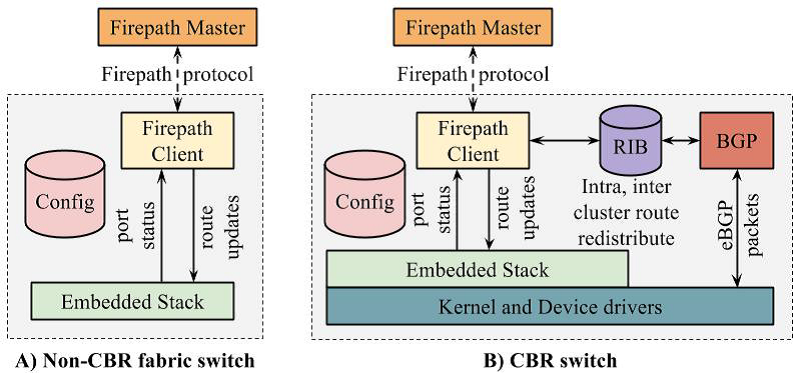 Firepath Master
Firepath protocol
Firepath
Client
Config
port
status
route
updates
Embedded Stack
A) Non-CBR fabric switch
Firepath Master
Firepath protocol
Firepath
Client
RIB
BGP
Config
port
status
route
updates
Intra, inter
cluster route
redistribute
eBGP
packets
Embedded Stack
Kernel and Device drivers
B) CBR switch